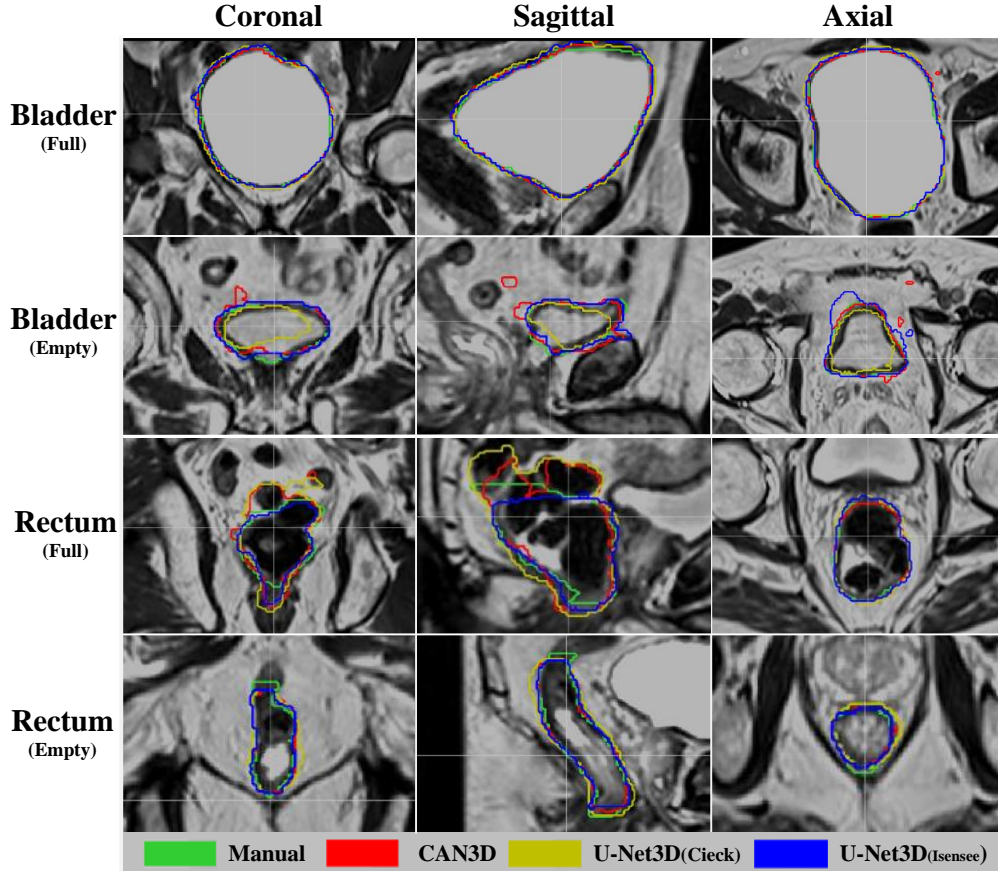 Coronal Sagittal Axial
Bladder
(Full)
Bladder
(Empty)
Rectum
(Full)
Rectum
(Empty)
Manual CAN3D U-Net3D(Cieck) U-Net3D(Isensee)